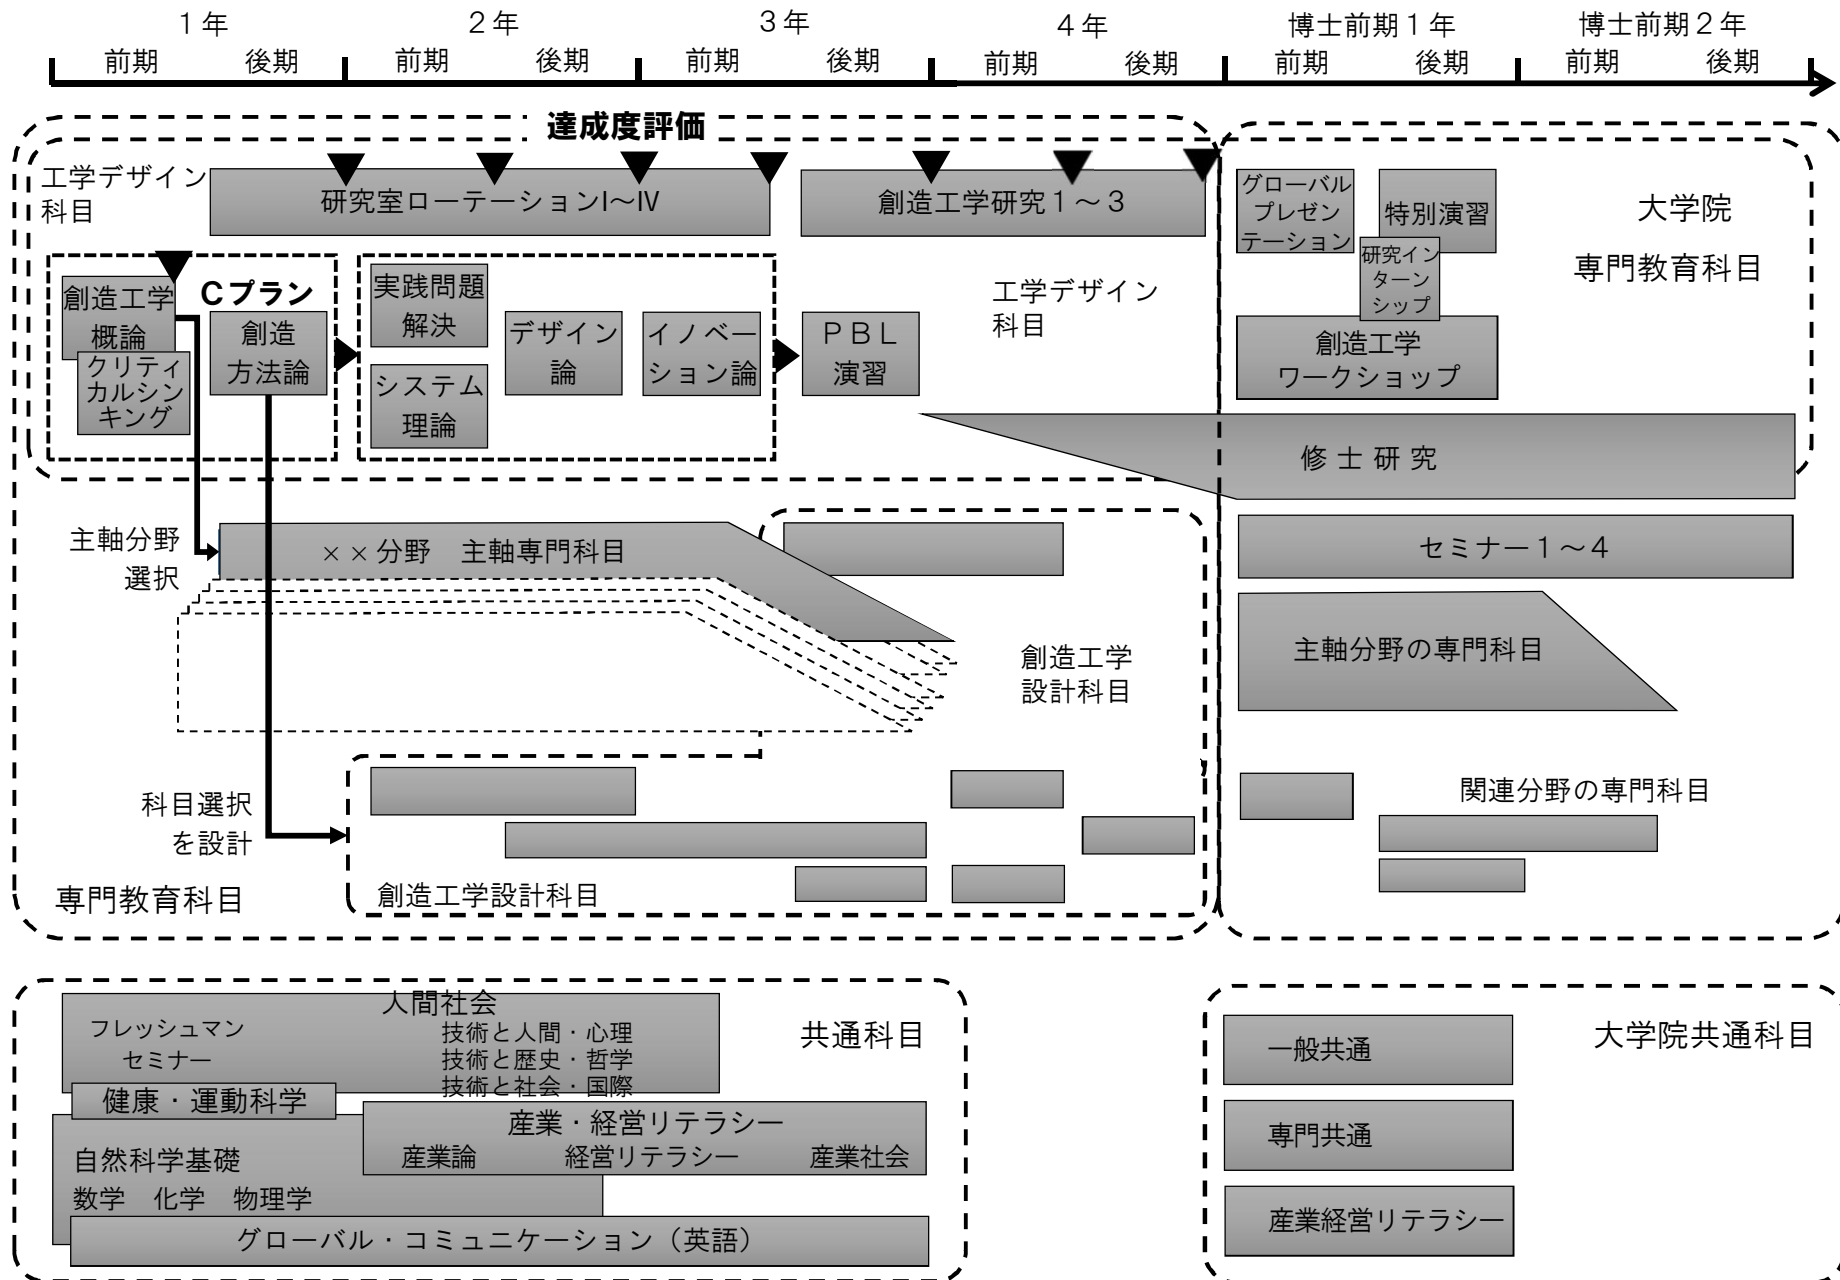 １年
２年
３年
４年
博士前期１年
博士前期２年
前期
後期
前期
後期
前期
後期
前期
後期
前期
後期
前期
後期
達成度評価
工学デザイン
科目
研究室ローテーションI～IV
創造工学研究１～３
グローバル
プレゼン
テーション
特別演習
大学院
専門教育科目
研究イン
ターン
シップ
創造工学
概論
Cプラン
クリティ
カルシン
キング
創造
方法論
実践問題
解決
システム
理論
デザイン
論
イノベー
ション論
ＰＢＬ
演習
工学デザイン
科目
創造工学
ワークショップ
修 士 研 究
主軸分野
選択
××分野　主軸専門科目
セミナー１～４
創造工学
設計科目
主軸分野の専門科目
科目選択
を設計
関連分野の専門科目
専門教育科目
創造工学設計科目
人間社会
フレッシュマン
セミナー
技術と人間・心理
技術と歴史・哲学
技術と社会・国際
共通科目
健康・運動科学
産業・経営リテラシー
産業論
経営リテラシー
産業社会
自然科学基礎
数学　化学　物理学
グローバル・コミュニケーション（英語）
大学院共通科目
一般共通
専門共通
産業経営リテラシー